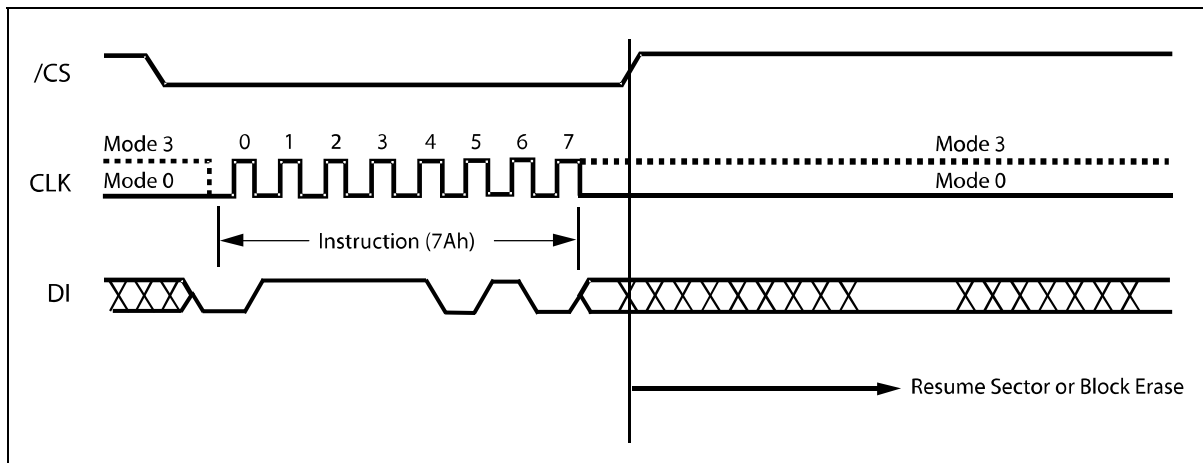 /CS
Mode 3
0 1 2 3 4 5 6 7
Mode 3
CLK
Mode 0
Mode 0
Instruction (7Ah)
DI
Resume Sector or Block Erase